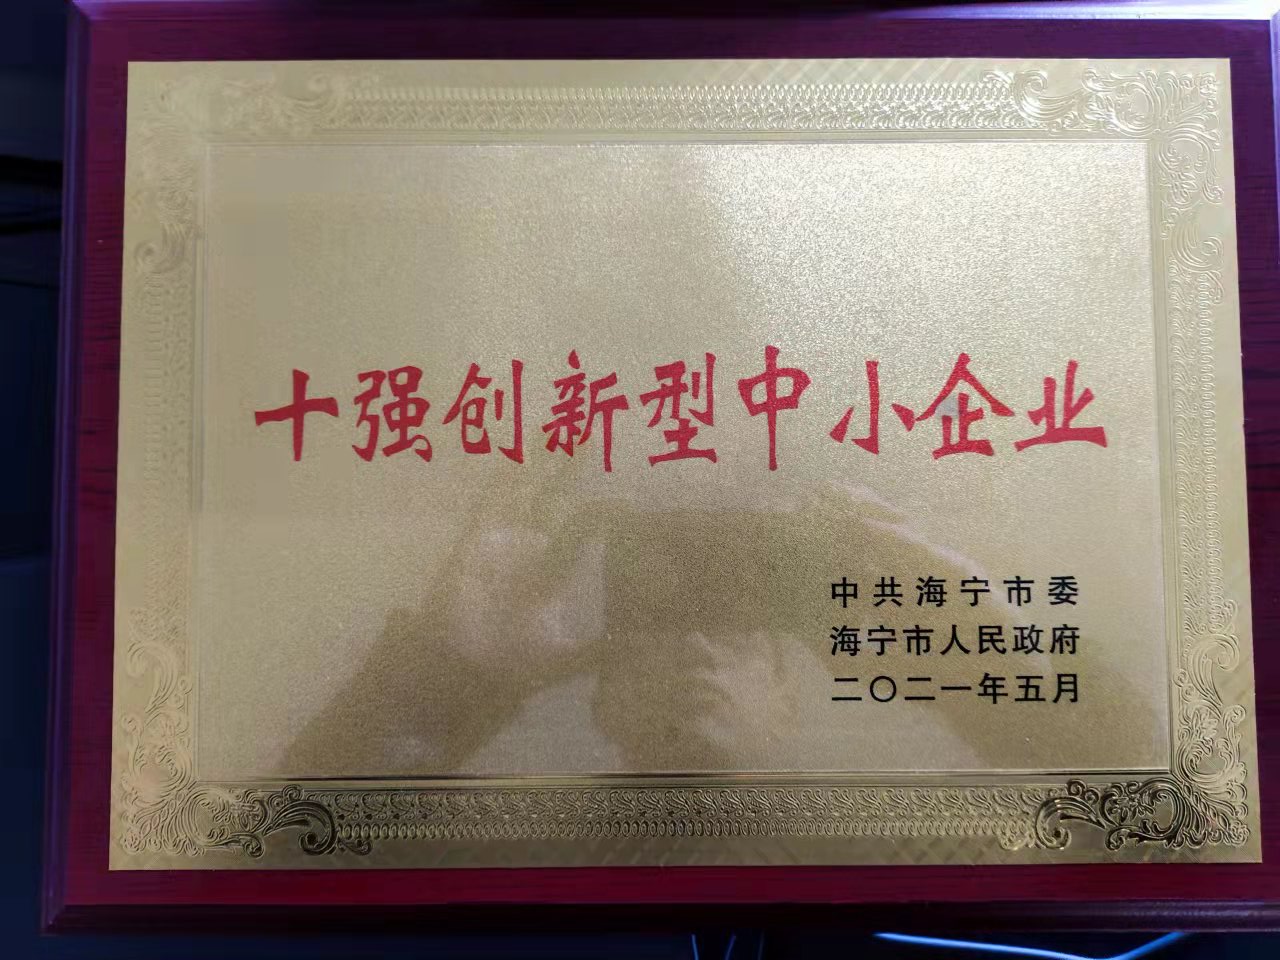 十强创新型中小企业
中共海宁市委
海宁市人民政府
二〇二一年五月